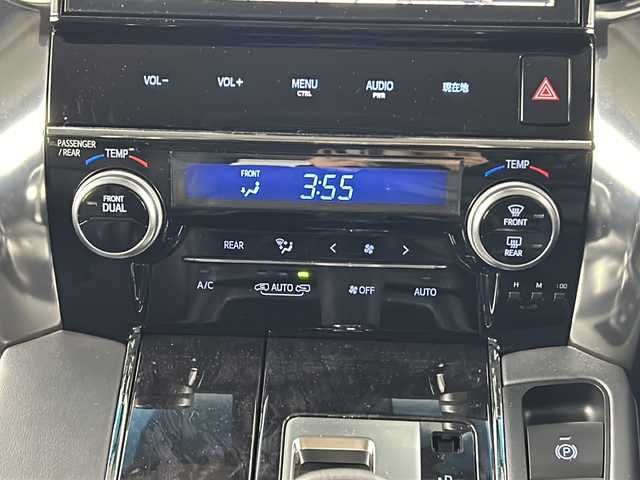 VOL− VOL+ MENU AUDIO 現在地
CTRL PWR
PASSENGER
/REAR
TEMP TEMP
FRONT
3:55
FRONT
DUAL
FRONT
REAR
REAR
A/C AUTO OFF AUTO
H M :00
P